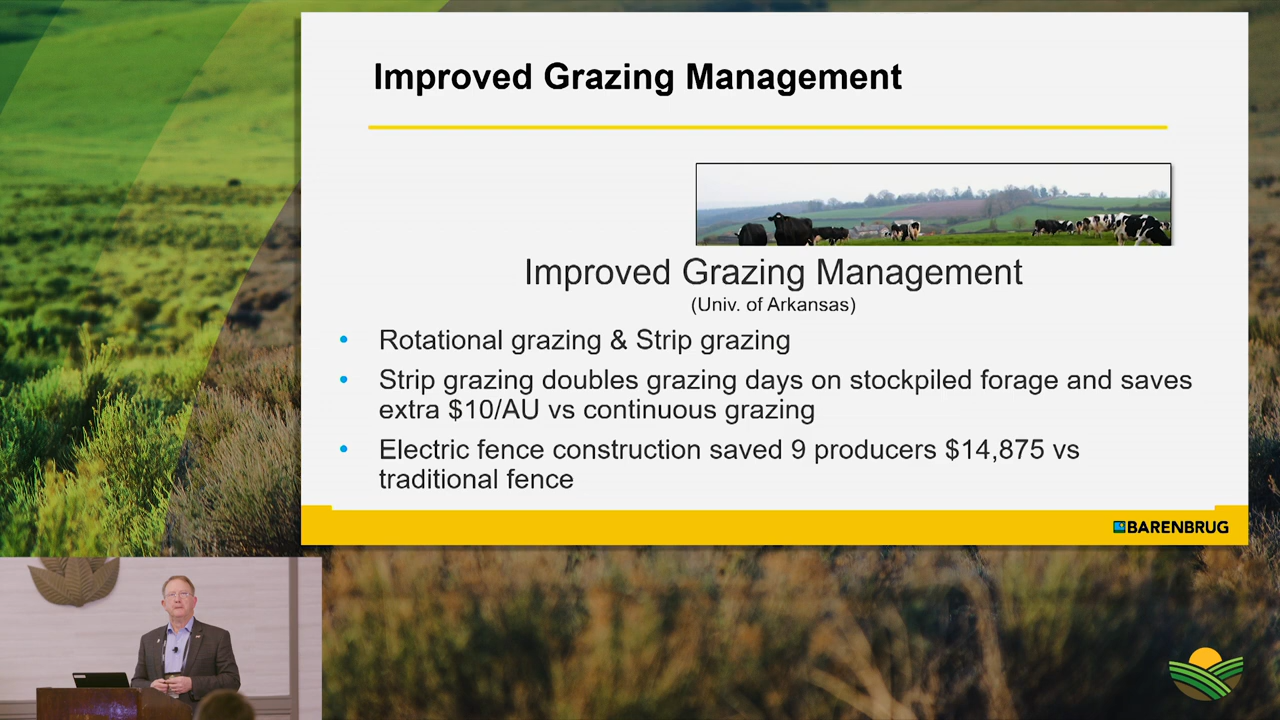 Improved Grazing Management
Improved Grazing Management
(Univ. of Arkansas)
• Rotational grazing & Strip grazing
• Strip grazing doubles grazing days on stockpiled forage and saves
extra $10/AU vs continuous grazing
• Electric fence construction saved 9 producers $14,875 vs
traditional fence
BARENBRUG